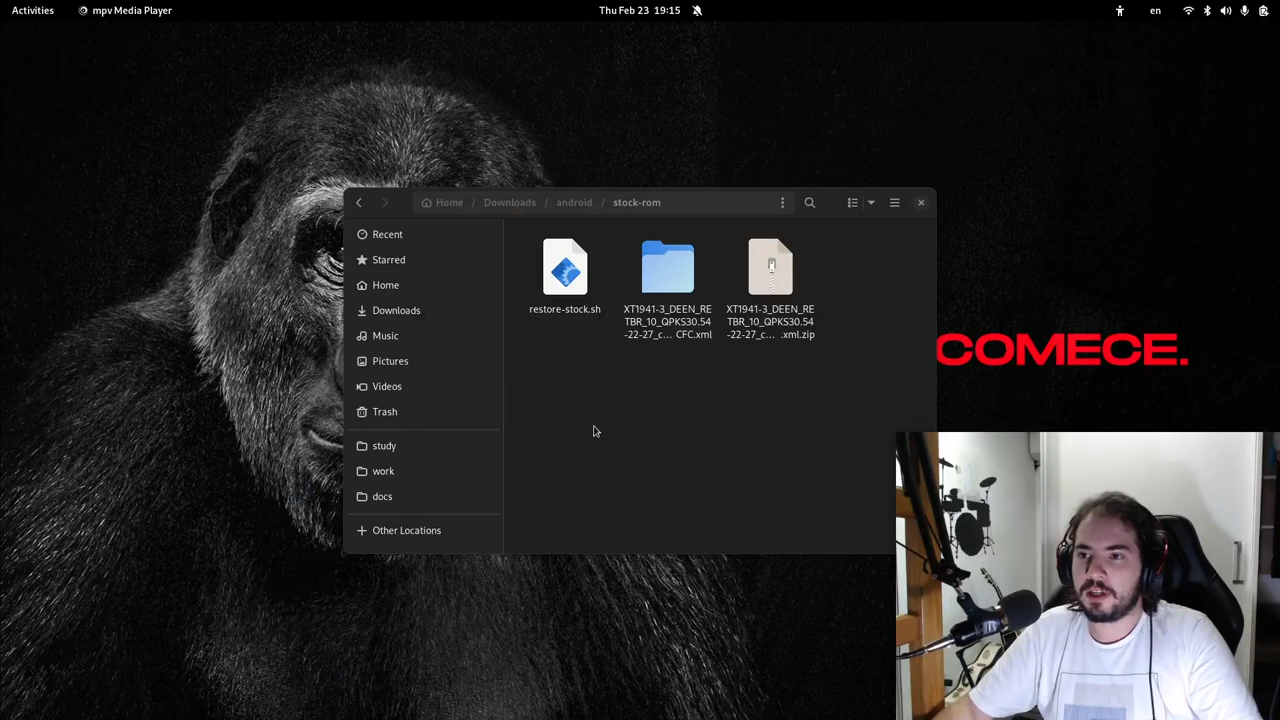 Activities
mpv Media Player
Thu Feb 23 19:15
en
Home / Downloads / android / stock-rom
Recent
Starred
Home
Downloads
Music
Pictures
Videos
Trash
study
work
docs
Other Locations
restore-stock.sh
XT1941-3_DEEN_RE
TBR_10_QPKS30.54
-22-27_c... CFC.xml
XT1941-3_DEEN_RE
TBR_10_QPKS30.54
-22-27_c... .xml.zip
COMECE.